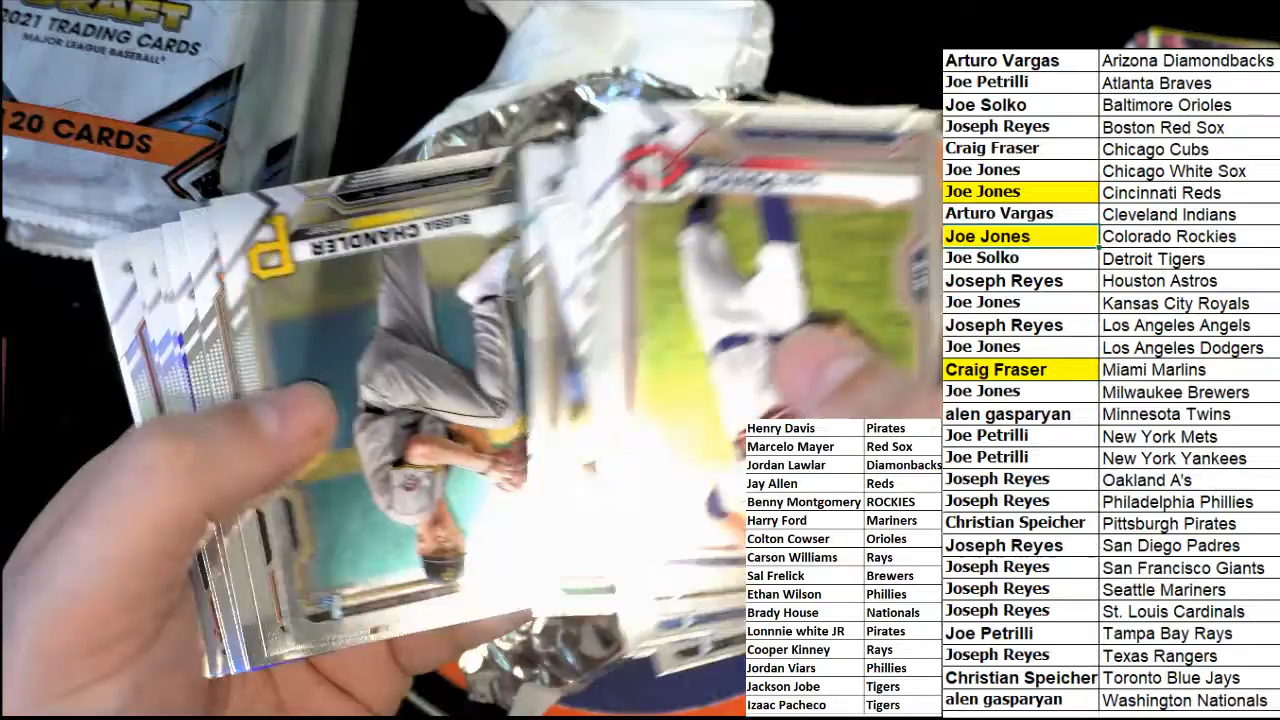 DRAFT
2021 TRADING CARDS
MAJOR LEAGUE BASEBALL
20 CARDS
BUBBA CHANDLER
P
Arturo Vargas Arizona Diamondbacks
Joe Petrilli Atlanta Braves
Joe Solko Baltimore Orioles
Joseph Reyes Boston Red Sox
Craig Fraser Chicago Cubs
Joe Jones Chicago White Sox
Joe Jones Cincinnati Reds
Arturo Vargas Cleveland Indians
Joe Jones Colorado Rockies
Joe Solko Detroit Tigers
Joseph Reyes Houston Astros
Joe Jones Kansas City Royals
Joseph Reyes Los Angeles Angels
Joe Jones Los Angeles Dodgers
Craig Fraser Miami Marlins
Joe Jones Milwaukee Brewers
alen gasparyan Minnesota Twins
Joe Petrilli New York Mets
Joe Petrilli New York Yankees
Joseph Reyes Oakland A's
Joseph Reyes Philadelphia Phillies
Christian Speicher Pittsburgh Pirates
Joseph Reyes San Diego Padres
Joseph Reyes San Francisco Giants
Joseph Reyes Seattle Mariners
Joseph Reyes St. Louis Cardinals
Joe Petrilli Tampa Bay Rays
Joseph Reyes Texas Rangers
Christian Speicher Toronto Blue Jays
alen gasparyan Washington Nationals
Henry Davis Pirates
Marcelo Mayer Red Sox
Jordan Lawlar Diamonbacks
Jay Allen Reds
Benny Montgomery ROCKIES
Harry Ford Mariners
Colton Cowser Orioles
Carson Williams Rays
Sal Frelick Brewers
Ethan Wilson Phillies
Brady House Nationals
Lonnnie white JR Pirates
Cooper Kinney Rays
Jordan Viars Phillies
Jackson Jobe Tigers
Izaac Pacheco Tigers